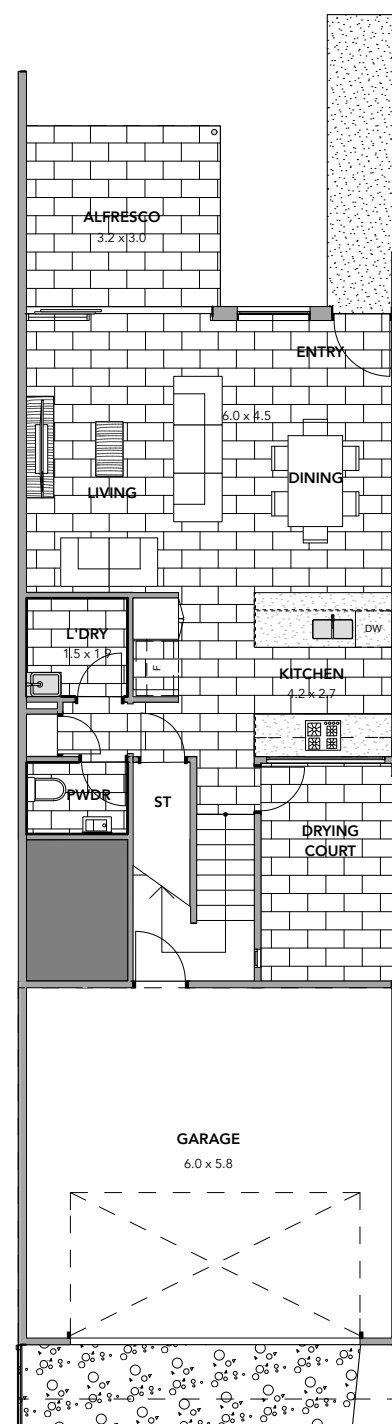 ALFRESCO
3.2 x 3.0
ENTRY
6.0 x 4.5
DINING
LIVING
L'DRY
1.5 x 1.9
DW
F
KITCHEN
4.2 x 2.7
PWDR
ST
DRYING
COURT
GARAGE
6.0 x 5.8